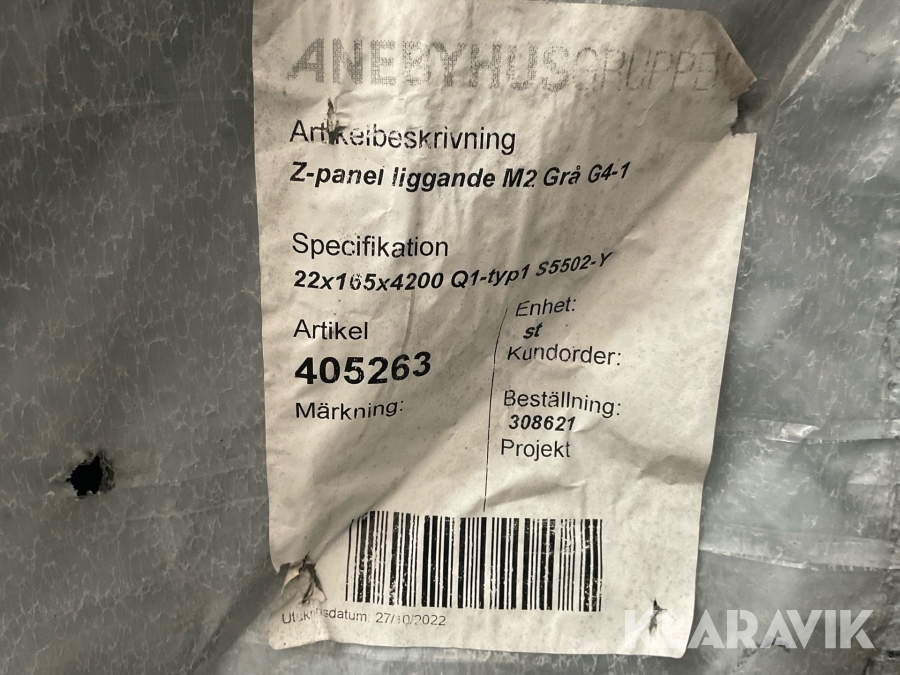 ANEBYHUSGRUPPEN
Artikelbeskrivning
Z-panel liggande M2 Grå G4-1
Specifikation
22x165x4200 Q1-typ1 S5502-Y
Artikel
405263
Märkning:
Enhet:
st
Kundorder:
Beställning:
308621
Projekt
Utskriftsdatum: 27/10/2022
KLARAVIK